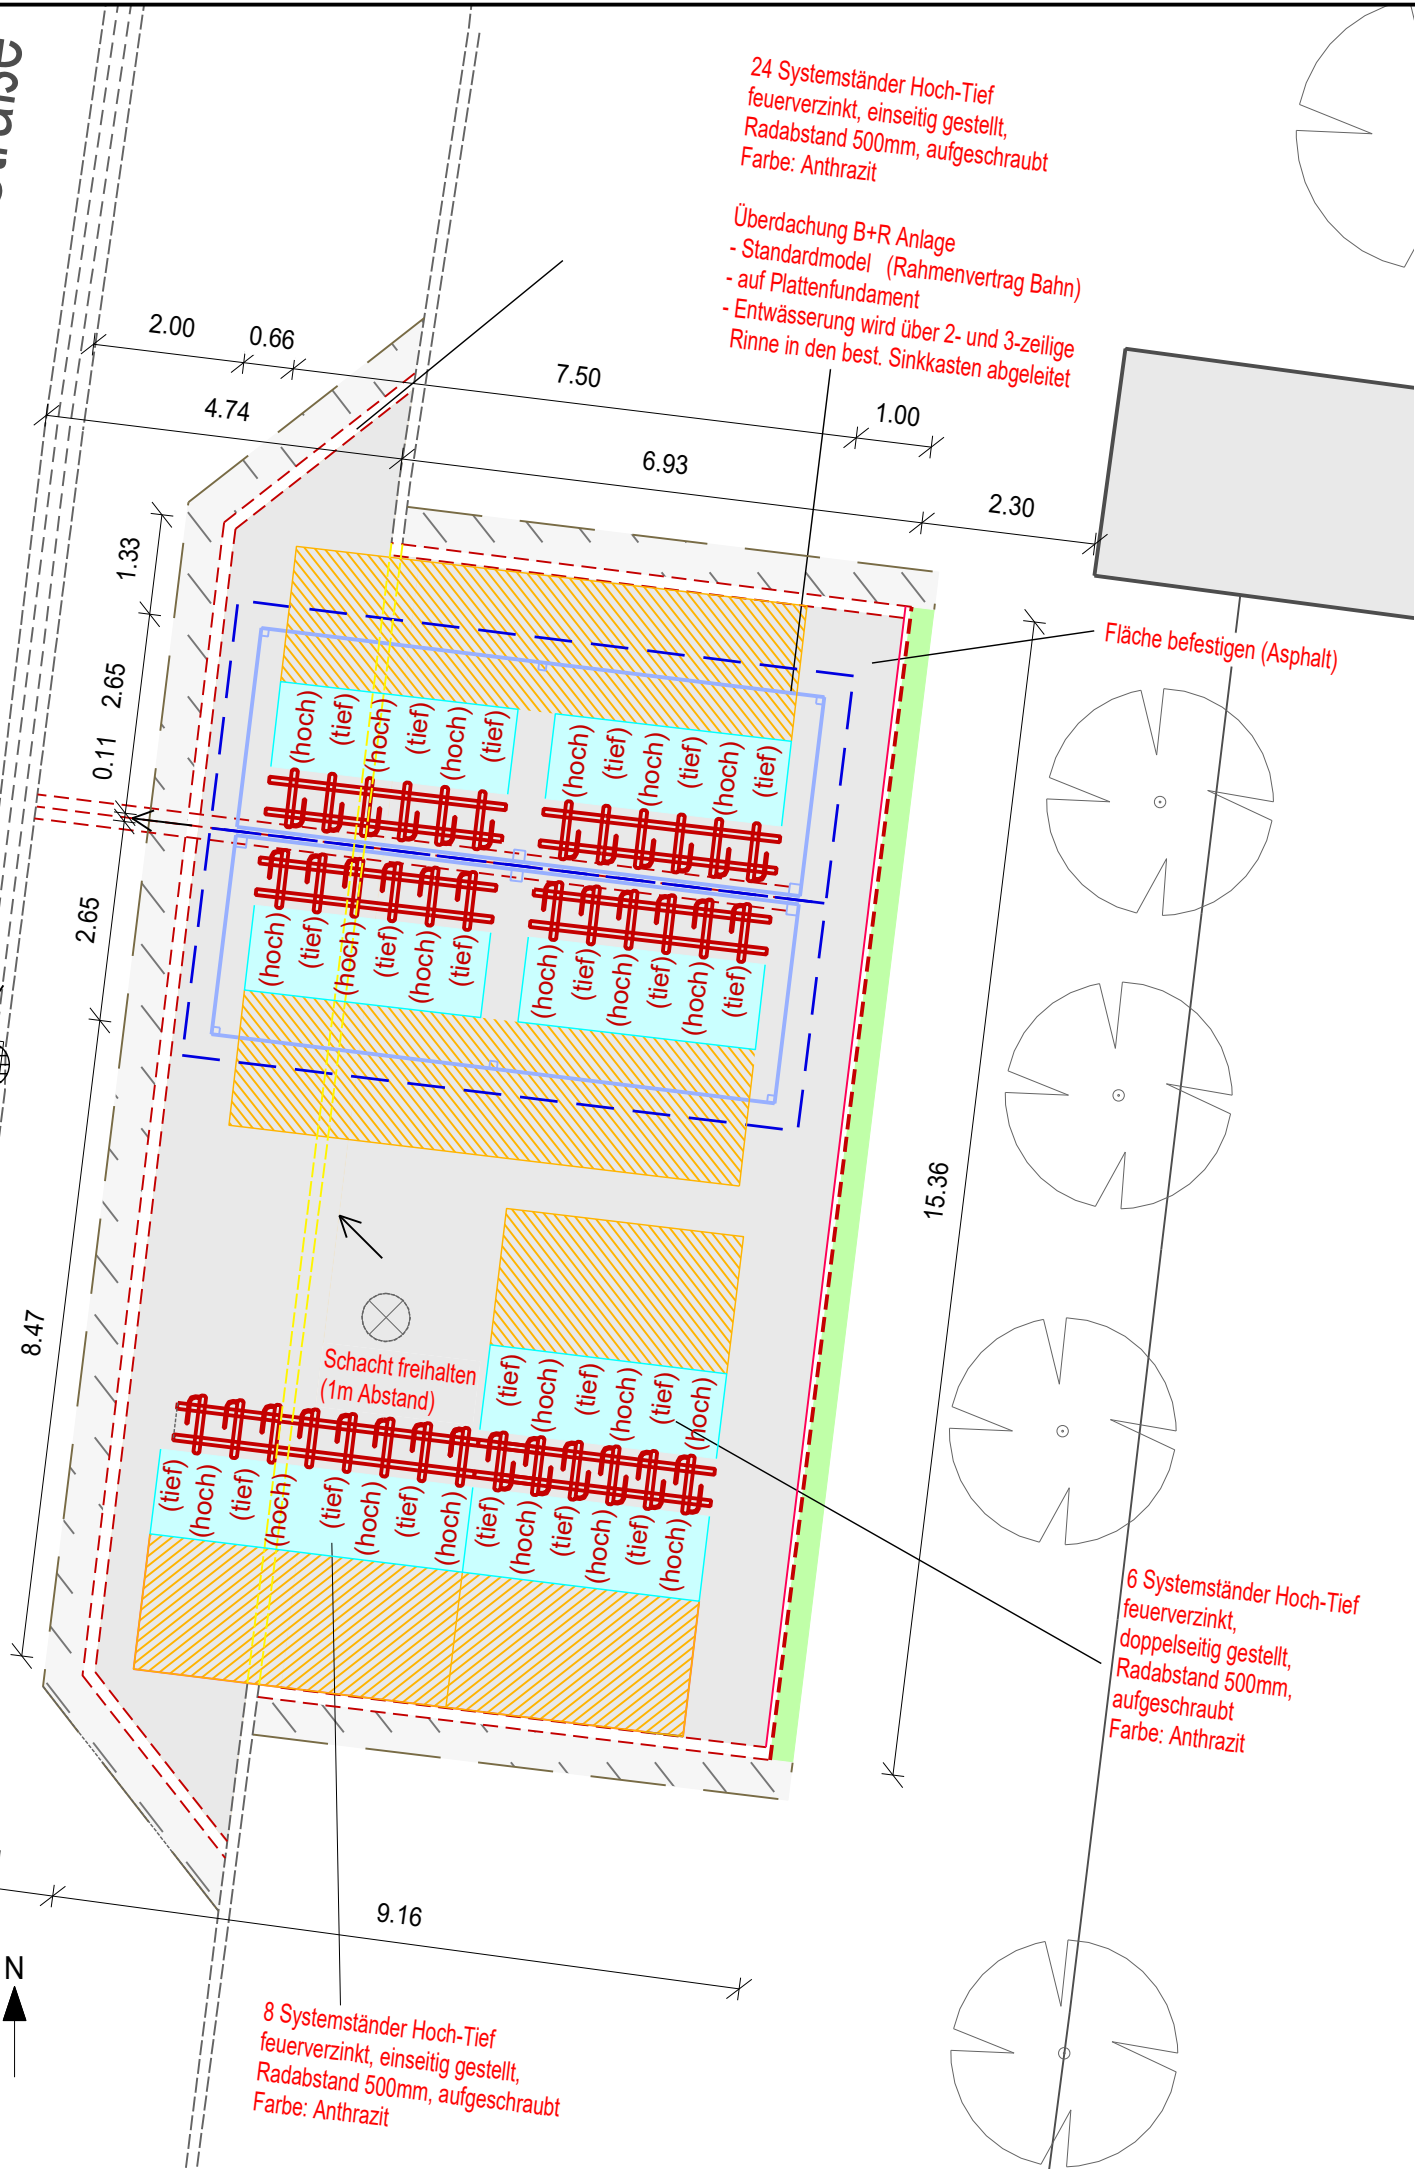 24 Systemständer Hoch-Tief
feuerverzinkt, einseitig gestellt,
Radabstand 500mm, aufgeschraubt
Farbe: Anthrazit
Überdachung B+R Anlage
- Standardmodel (Rahmenvertrag Bahn)
- auf Plattenfundament
- Entwässerung wird über 2- und 3-zeilige
Rinne in den best. Sinkkasten abgeleitet
2.00
0.66
7.50
1.00
4.74
6.93
2.30
1.33
2.65
0.11
2.65
8.47
15.36
9.16
Fläche befestigen (Asphalt)
(hoch) (tief) (hoch) (tief) (hoch) (tief)
(hoch) (tief) (hoch) (tief) (hoch) (tief)
(hoch) (tief) (hoch) (tief) (hoch) (tief)
(hoch) (tief) (hoch) (tief) (hoch) (tief)
Schacht freihalten
(1m Abstand)
(tief) (hoch) (tief) (hoch) (tief) (hoch)
(tief) (hoch) (tief) (hoch) (tief) (hoch) (tief) (hoch) (tief) (hoch) (tief) (hoch) (tief) (hoch)
6 Systemständer Hoch-Tief
feuerverzinkt,
doppelseitig gestellt,
Radabstand 500mm,
aufgeschraubt
Farbe: Anthrazit
N
8 Systemständer Hoch-Tief
feuerverzinkt, einseitig gestellt,
Radabstand 500mm, aufgeschraubt
Farbe: Anthrazit